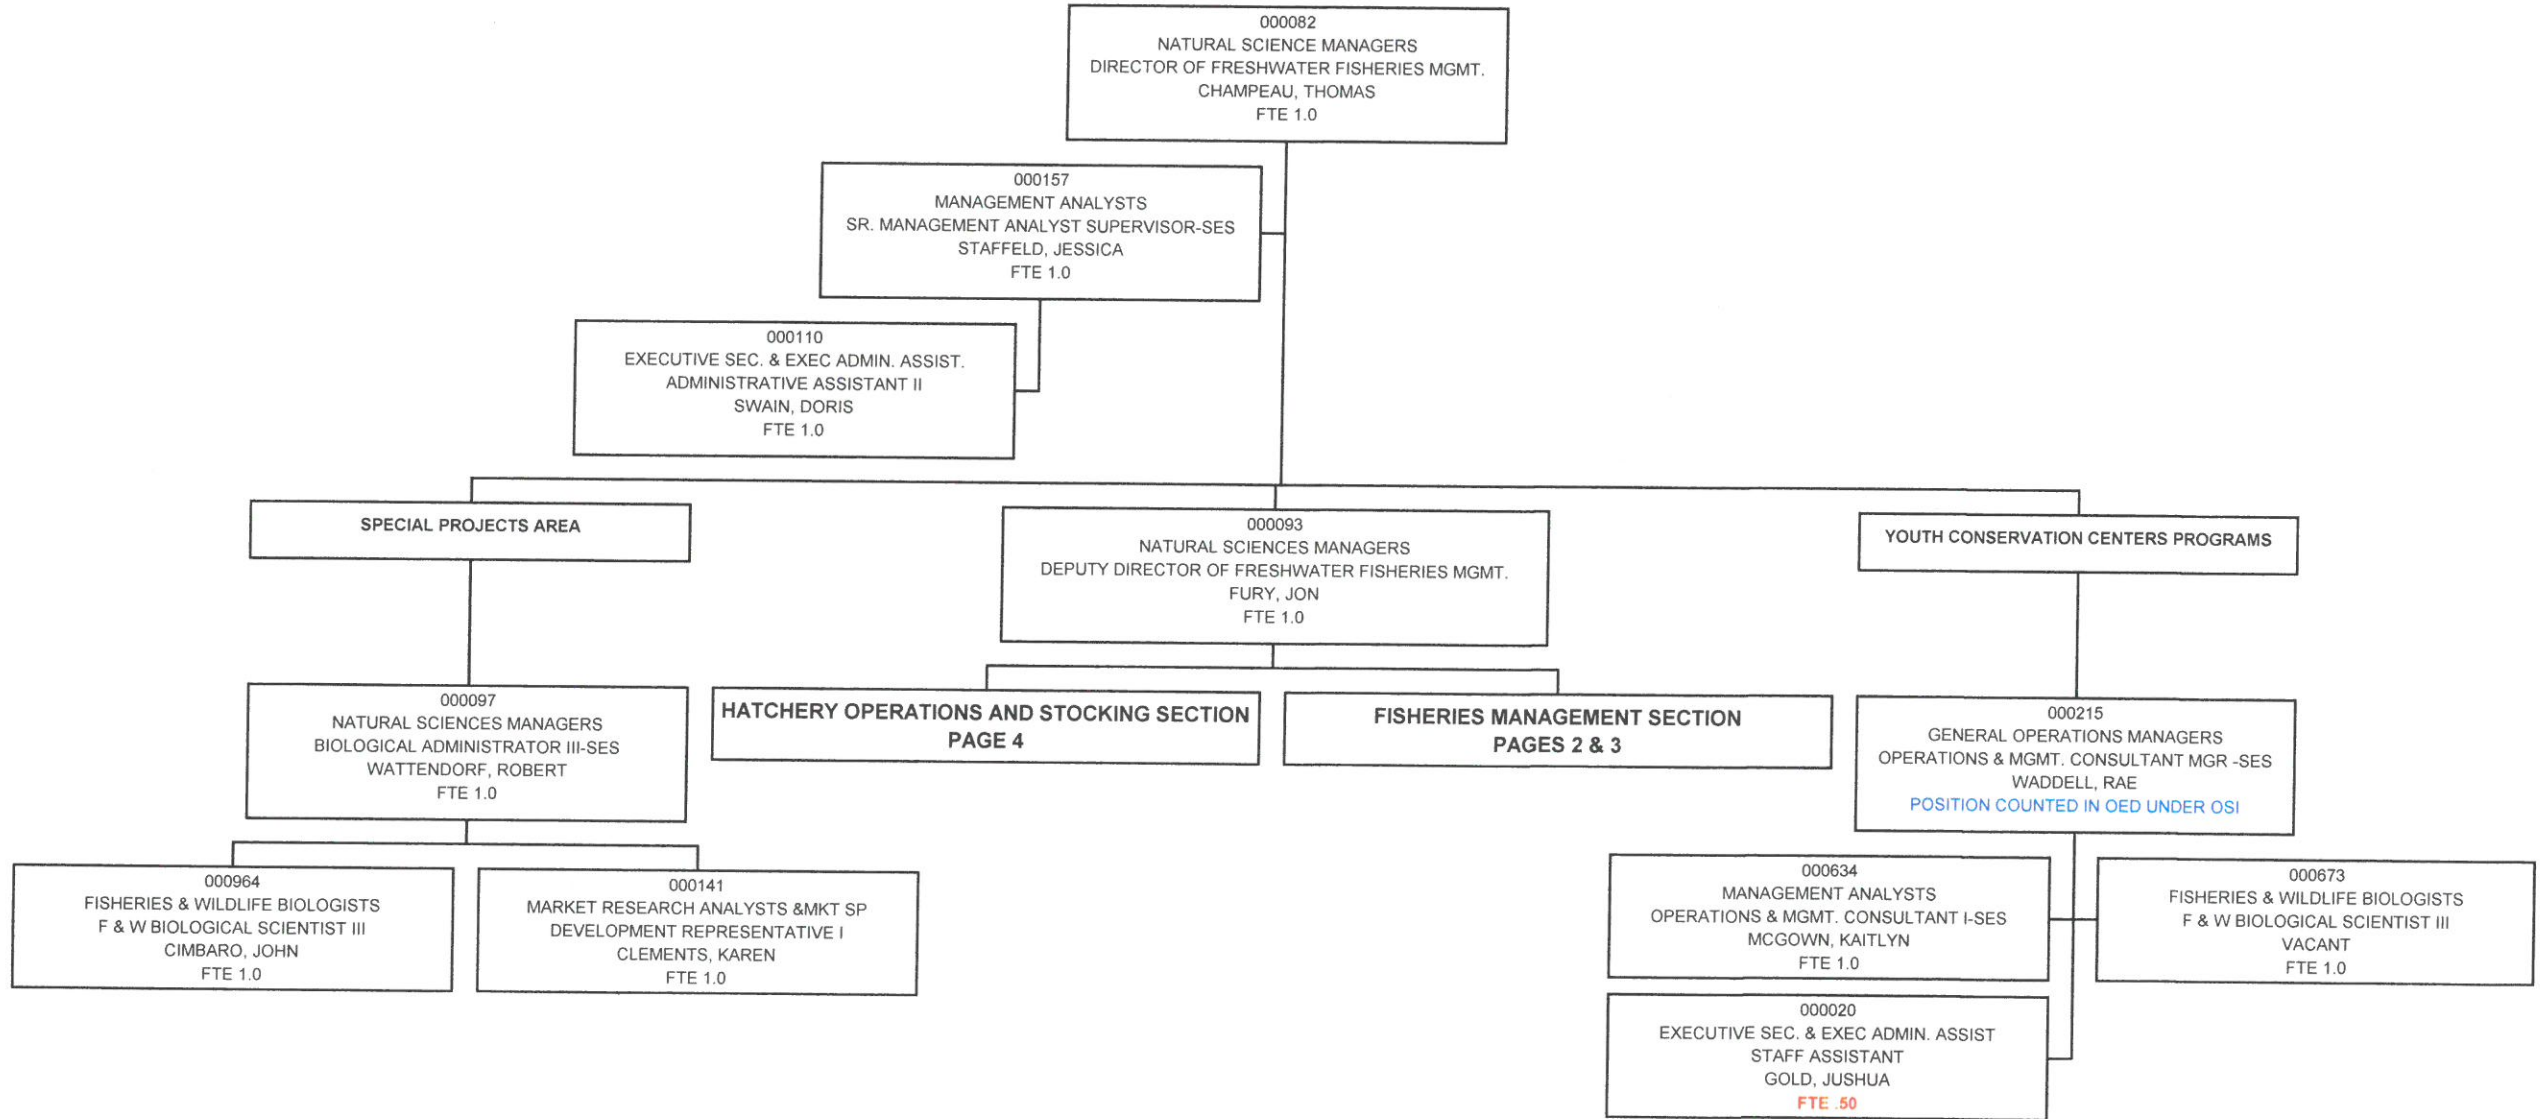 000082
NATURAL SCIENCE MANAGERS
DIRECTOR OF FRESHWATER FISHERIES MGMT.
CHAMPEAU, THOMAS
FTE 1.0
000157
MANAGEMENT ANALYSTS
SR. MANAGEMENT ANALYST SUPERVISOR-SES
STAFFELD, JESSICA
FTE 1.0
000110
EXECUTIVE SEC. & EXEC ADMIN. ASSIST.
ADMINISTRATIVE ASSISTANT II
SWAIN, DORIS
FTE 1.0
SPECIAL PROJECTS AREA
000093
NATURAL SCIENCES MANAGERS
DEPUTY DIRECTOR OF FRESHWATER FISHERIES MGMT.
FURY, JON
FTE 1.0
YOUTH CONSERVATION CENTERS PROGRAMS
000097
NATURAL SCIENCES MANAGERS
BIOLOGICAL ADMINISTRATOR III-SES
WATTENDORF, ROBERT
FTE 1.0
HATCHERY OPERATIONS AND STOCKING SECTION
PAGE 4
FISHERIES MANAGEMENT SECTION
PAGES 2 & 3
000215
GENERAL OPERATIONS MANAGERS
OPERATIONS & MGMT. CONSULTANT MGR -SES
WADDELL, RAE
POSITION COUNTED IN OED UNDER OSI
000964
FISHERIES & WILDLIFE BIOLOGISTS
F & W BIOLOGICAL SCIENTIST III
CIMBARO, JOHN
FTE 1.0
000141
MARKET RESEARCH ANALYSTS &MKT SP
DEVELOPMENT REPRESENTATIVE I
CLEMENTS, KAREN
FTE 1.0
000634
MANAGEMENT ANALYSTS
OPERATIONS & MGMT. CONSULTANT I-SES
MCGOWN, KAITLYN
FTE 1.0
000673
FISHERIES & WILDLIFE BIOLOGISTS
F & W BIOLOGICAL SCIENTIST III
VACANT
FTE 1.0
000020
EXECUTIVE SEC. & EXEC ADMIN. ASSIST
STAFF ASSISTANT
GOLD, JUSHUA
FTE .50